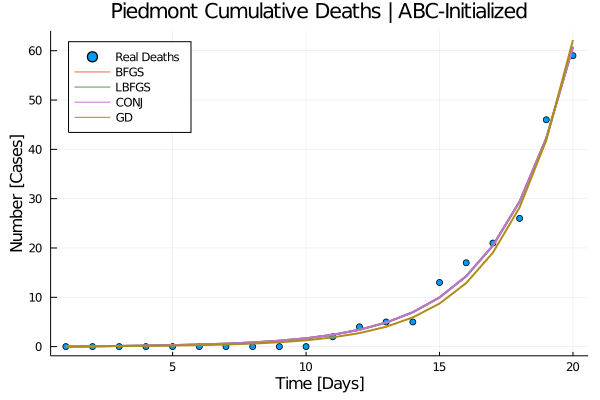 Piedmont Cumulative Deaths | ABC-Initialized
Real Deaths
BFGS
LBFGS
CONJ
GD
Number [Cases]
60
50
40
30
20
10
0
5
10
15
20
Time [Days]